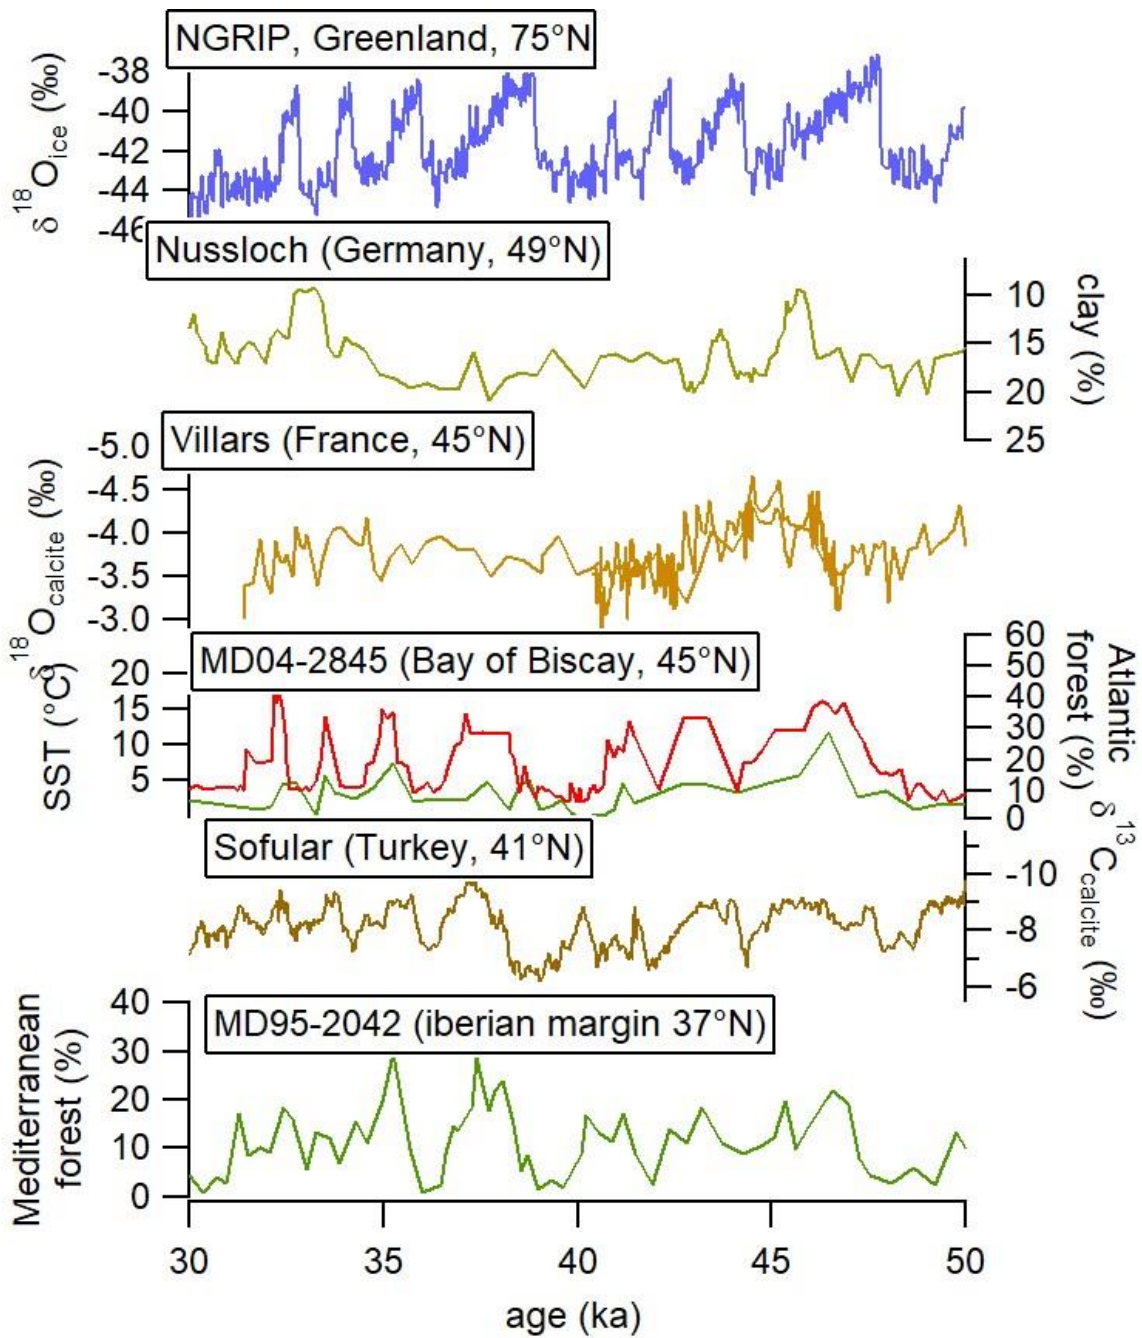 NGRIP, Greenland, 75°N
δ18Oice (‰)
-38
-40
-42
-44
-46
Nussloch (Germany, 49°N)
clay (%)
10
15
20
25
Villars (France, 45°N)
δ18Ocalcite (‰)
-5.0
-4.5
-4.0
-3.5
-3.0
MD04-2845 (Bay of Biscay, 45°N)
SST (°C)
20
15
10
5
Atlantic
forest (%)
60
50
40
30
20
10
0
Sofular (Turkey, 41°N)
δ13Ccalcite (‰)
-10
-8
-6
MD95-2042 (iberian margin 37°N)
Mediterranean
forest (%)
40
30
20
10
0
30 35 40 45 50
age (ka)